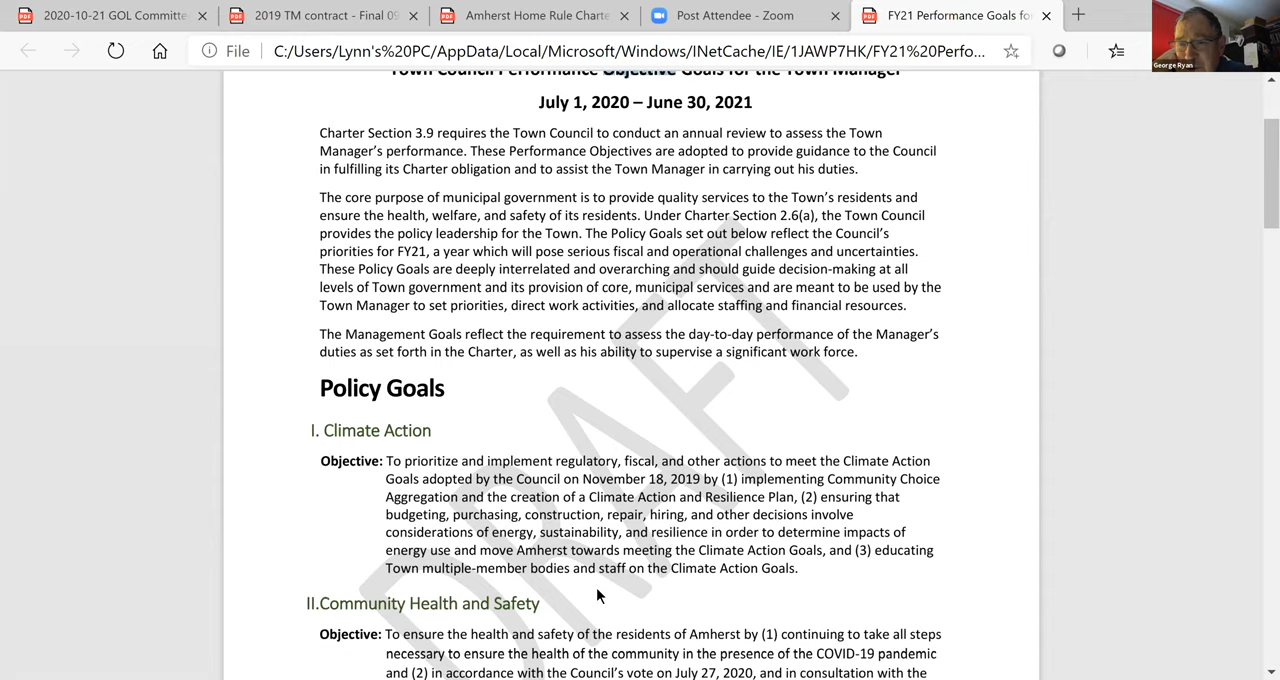 2020-10-21 GOL Committe
2019 TM contract - Final 09
Amherst Home Rule Charte
Post Attendee - Zoom
FY21 Performance Goals fo
File
C:/Users/Lynn's%20PC/AppData/Local/Microsoft/Windows/INetCache/IE/1JAWP7HK/FY21%20Perfo...
George Ryan
Town Council Performance Objective Goals for the Town Manager
July 1, 2020 – June 30, 2021
Charter Section 3.9 requires the Town Council to conduct an annual review to assess the Town
Manager's performance. These Performance Objectives are adopted to provide guidance to the Council
in fulfilling its Charter obligation and to assist the Town Manager in carrying out his duties.
The core purpose of municipal government is to provide quality services to the Town's residents and
ensure the health, welfare, and safety of its residents. Under Charter Section 2.6(a), the Town Council
provides the policy leadership for the Town. The Policy Goals set out below reflect the Council's
priorities for FY21, a year which will pose serious fiscal and operational challenges and uncertainties.
These Policy Goals are deeply interrelated and overarching and should guide decision-making at all
levels of Town government and its provision of core, municipal services and are meant to be used by the
Town Manager to set priorities, direct work activities, and allocate staffing and financial resources.
The Management Goals reflect the requirement to assess the day-to-day performance of the Manager's
duties as set forth in the Charter, as well as his ability to supervise a significant work force.
Policy Goals
I. Climate Action
Objective: To prioritize and implement regulatory, fiscal, and other actions to meet the Climate Action
Goals adopted by the Council on November 18, 2019 by (1) implementing Community Choice
Aggregation and the creation of a Climate Action and Resilience Plan, (2) ensuring that
budgeting, purchasing, construction, repair, hiring, and other decisions involve
considerations of energy, sustainability, and resilience in order to determine impacts of
energy use and move Amherst towards meeting the Climate Action Goals, and (3) educating
Town multiple-member bodies and staff on the Climate Action Goals.
II.Community Health and Safety
Objective: To ensure the health and safety of the residents of Amherst by (1) continuing to take all steps
necessary to ensure the health of the community in the presence of the COVID-19 pandemic
and (2) in accordance with the Council's vote on July 27, 2020, and in consultation with the
DRAFT